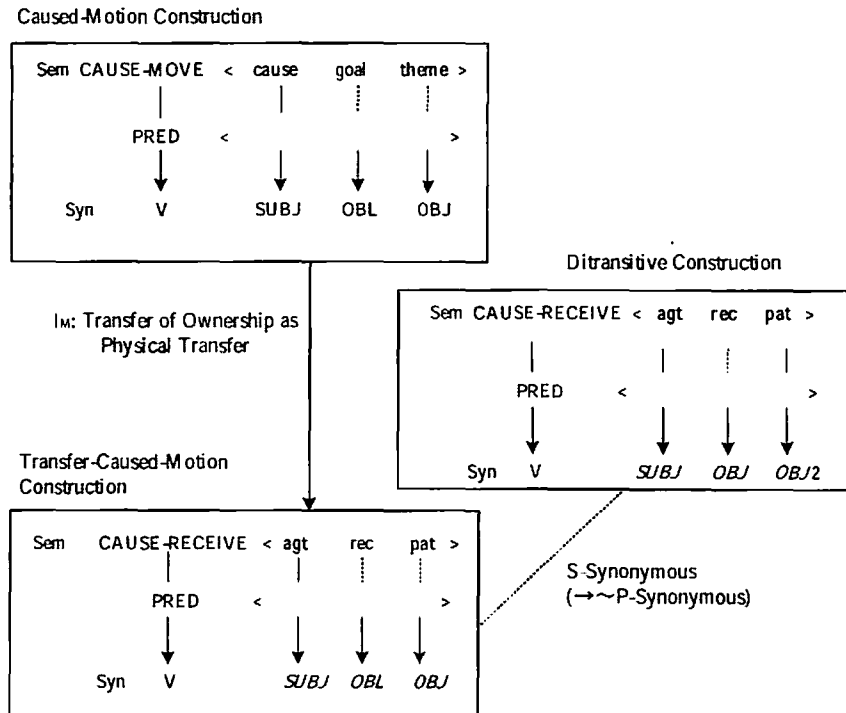 Caused-Motion Construction
Sem CAUSE-MOVE < cause goal theme >
PRED < >
Syn V SUBJ OBL OBJ
Ditransitive Construction
Sem CAUSE-RECEIVE < agt rec pat >
PRED < >
Syn V SUBJ OBJ OBJ2
IM: Transfer of Ownership as
Physical Transfer
Transfer-Caused-Motion
Construction
Sem CAUSE-RECEIVE < agt rec pat >
PRED < >
Syn V SUBJ OBL OBJ
S-Synonymous
(→~P-Synonymous)